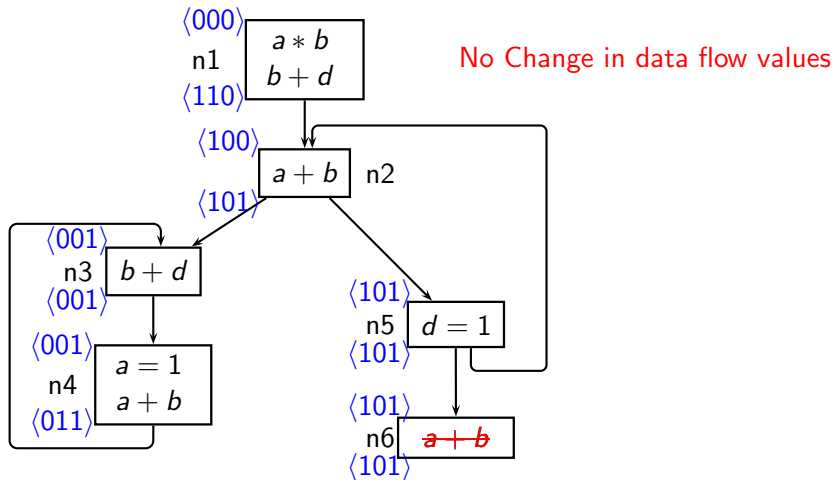 ⟨000⟩
n1
a ∗ b
b + d
⟨110⟩
No Change in data flow values
⟨100⟩
a + b
n2
⟨101⟩
⟨001⟩
n3
b + d
⟨001⟩
⟨001⟩
n4
a = 1
a + b
⟨011⟩
⟨101⟩
n5
d = 1
⟨101⟩
⟨101⟩
n6
a + b
⟨101⟩